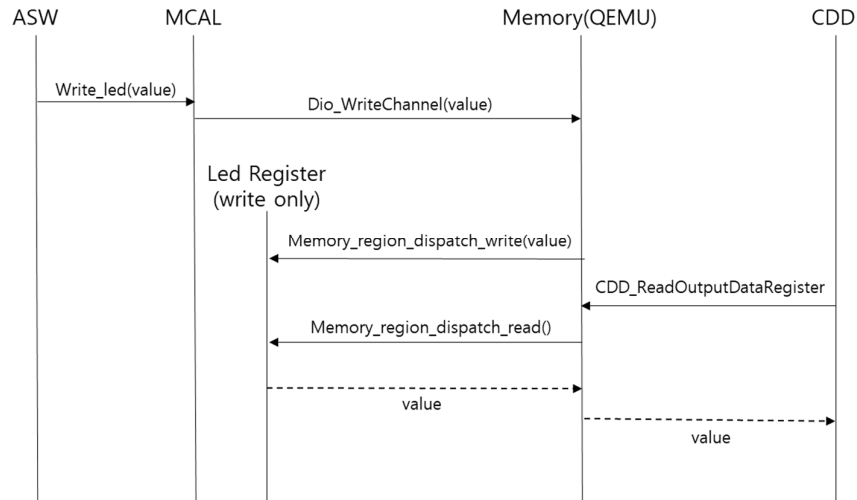 ASW
MCAL
Memory(QEMU)
CDD
Write_led(value)
Dio_WriteChannel(value)
Led Register
(write only)
Memory_region_dispatch_write(value)
CDD_ReadOutputDataRegister
Memory_region_dispatch_read()
value
value